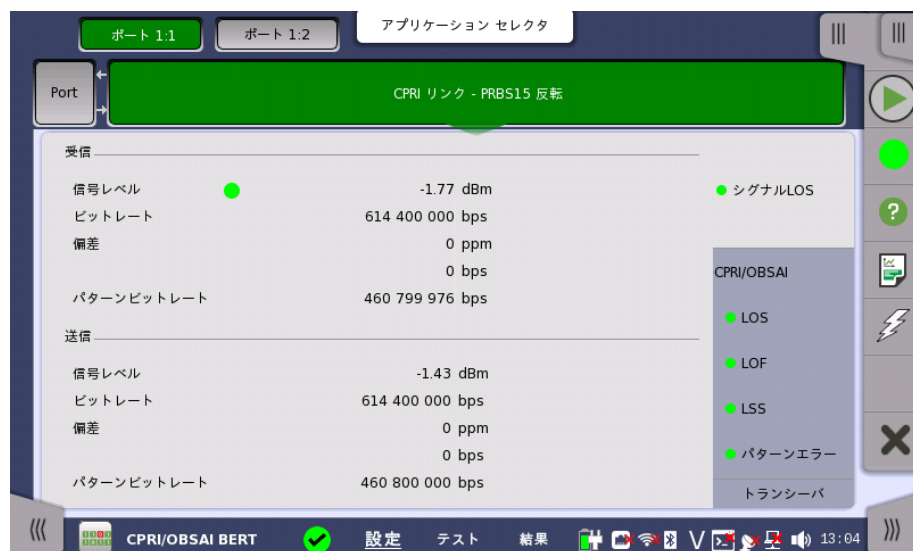 ポート 1:1
ポート 1:2
アプリケーション セレクタ
Port
CPRI リンク - PRBS15 反転
受信
信号レベル -1.77 dBm
シグナルLOS
ビットレート 614 400 000 bps
偏差 0 ppm
0 bps
CPRI/OBSAI
パターンビットレート 460 799 976 bps
LOS
送信
LOF
信号レベル -1.43 dBm
ビットレート 614 400 000 bps
LSS
偏差 0 ppm
0 bps
パターンエラー
パターンビットレート 460 800 000 bps
トランシーバ
CPRI/OBSAI BERT
設定
テスト
結果
13:04